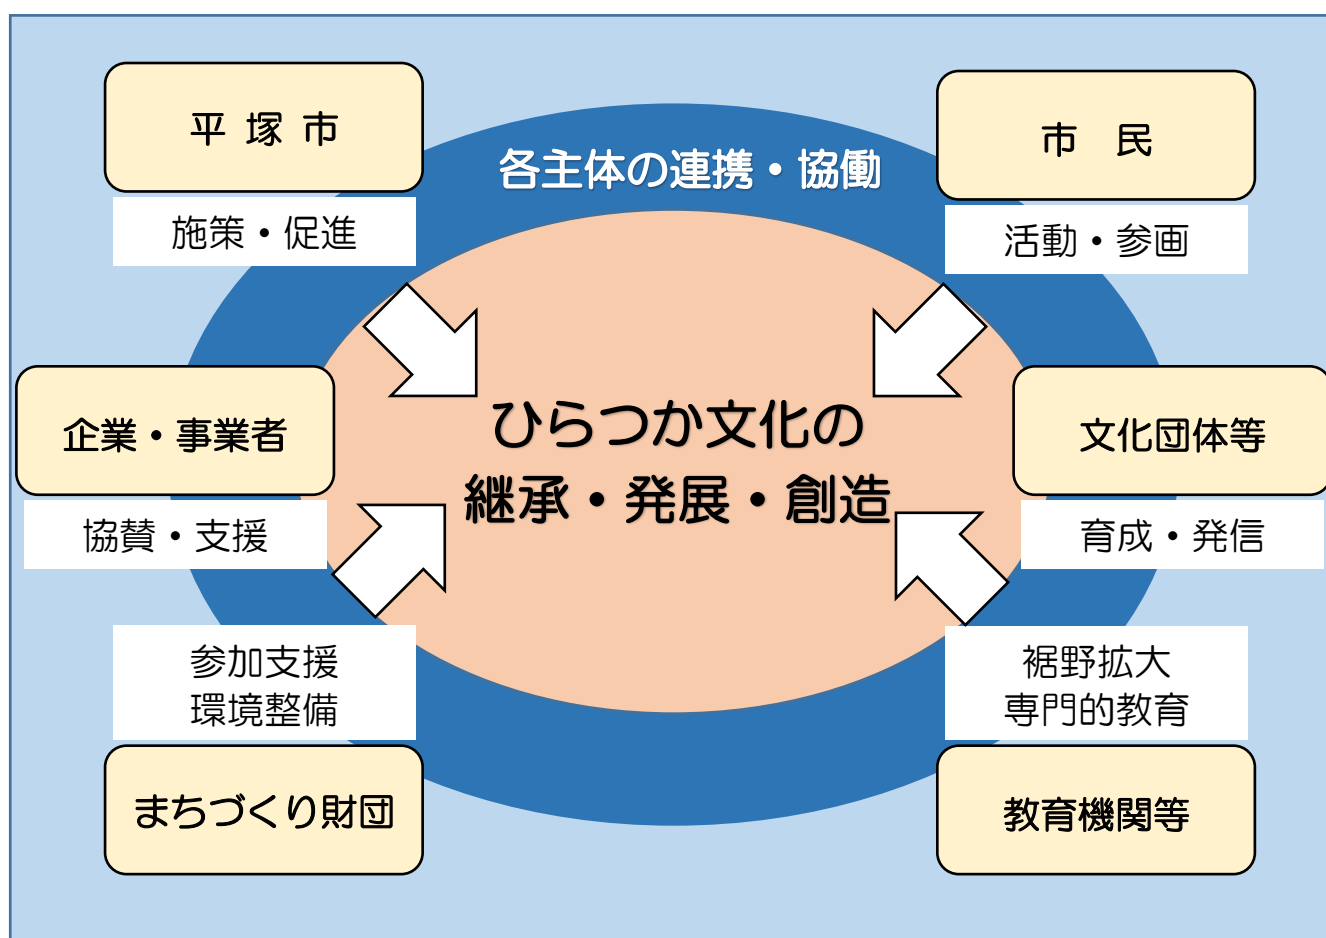 平 塚 市
施策・促進
市　民
活動・参画
各主体の連携・協働
企業・事業者
協賛・支援
ひらつか文化の
継承・発展・創造
文化団体等
育成・発信
参加支援
環境整備
まちづくり財団
裾野拡大
専門的教育
教育機関等